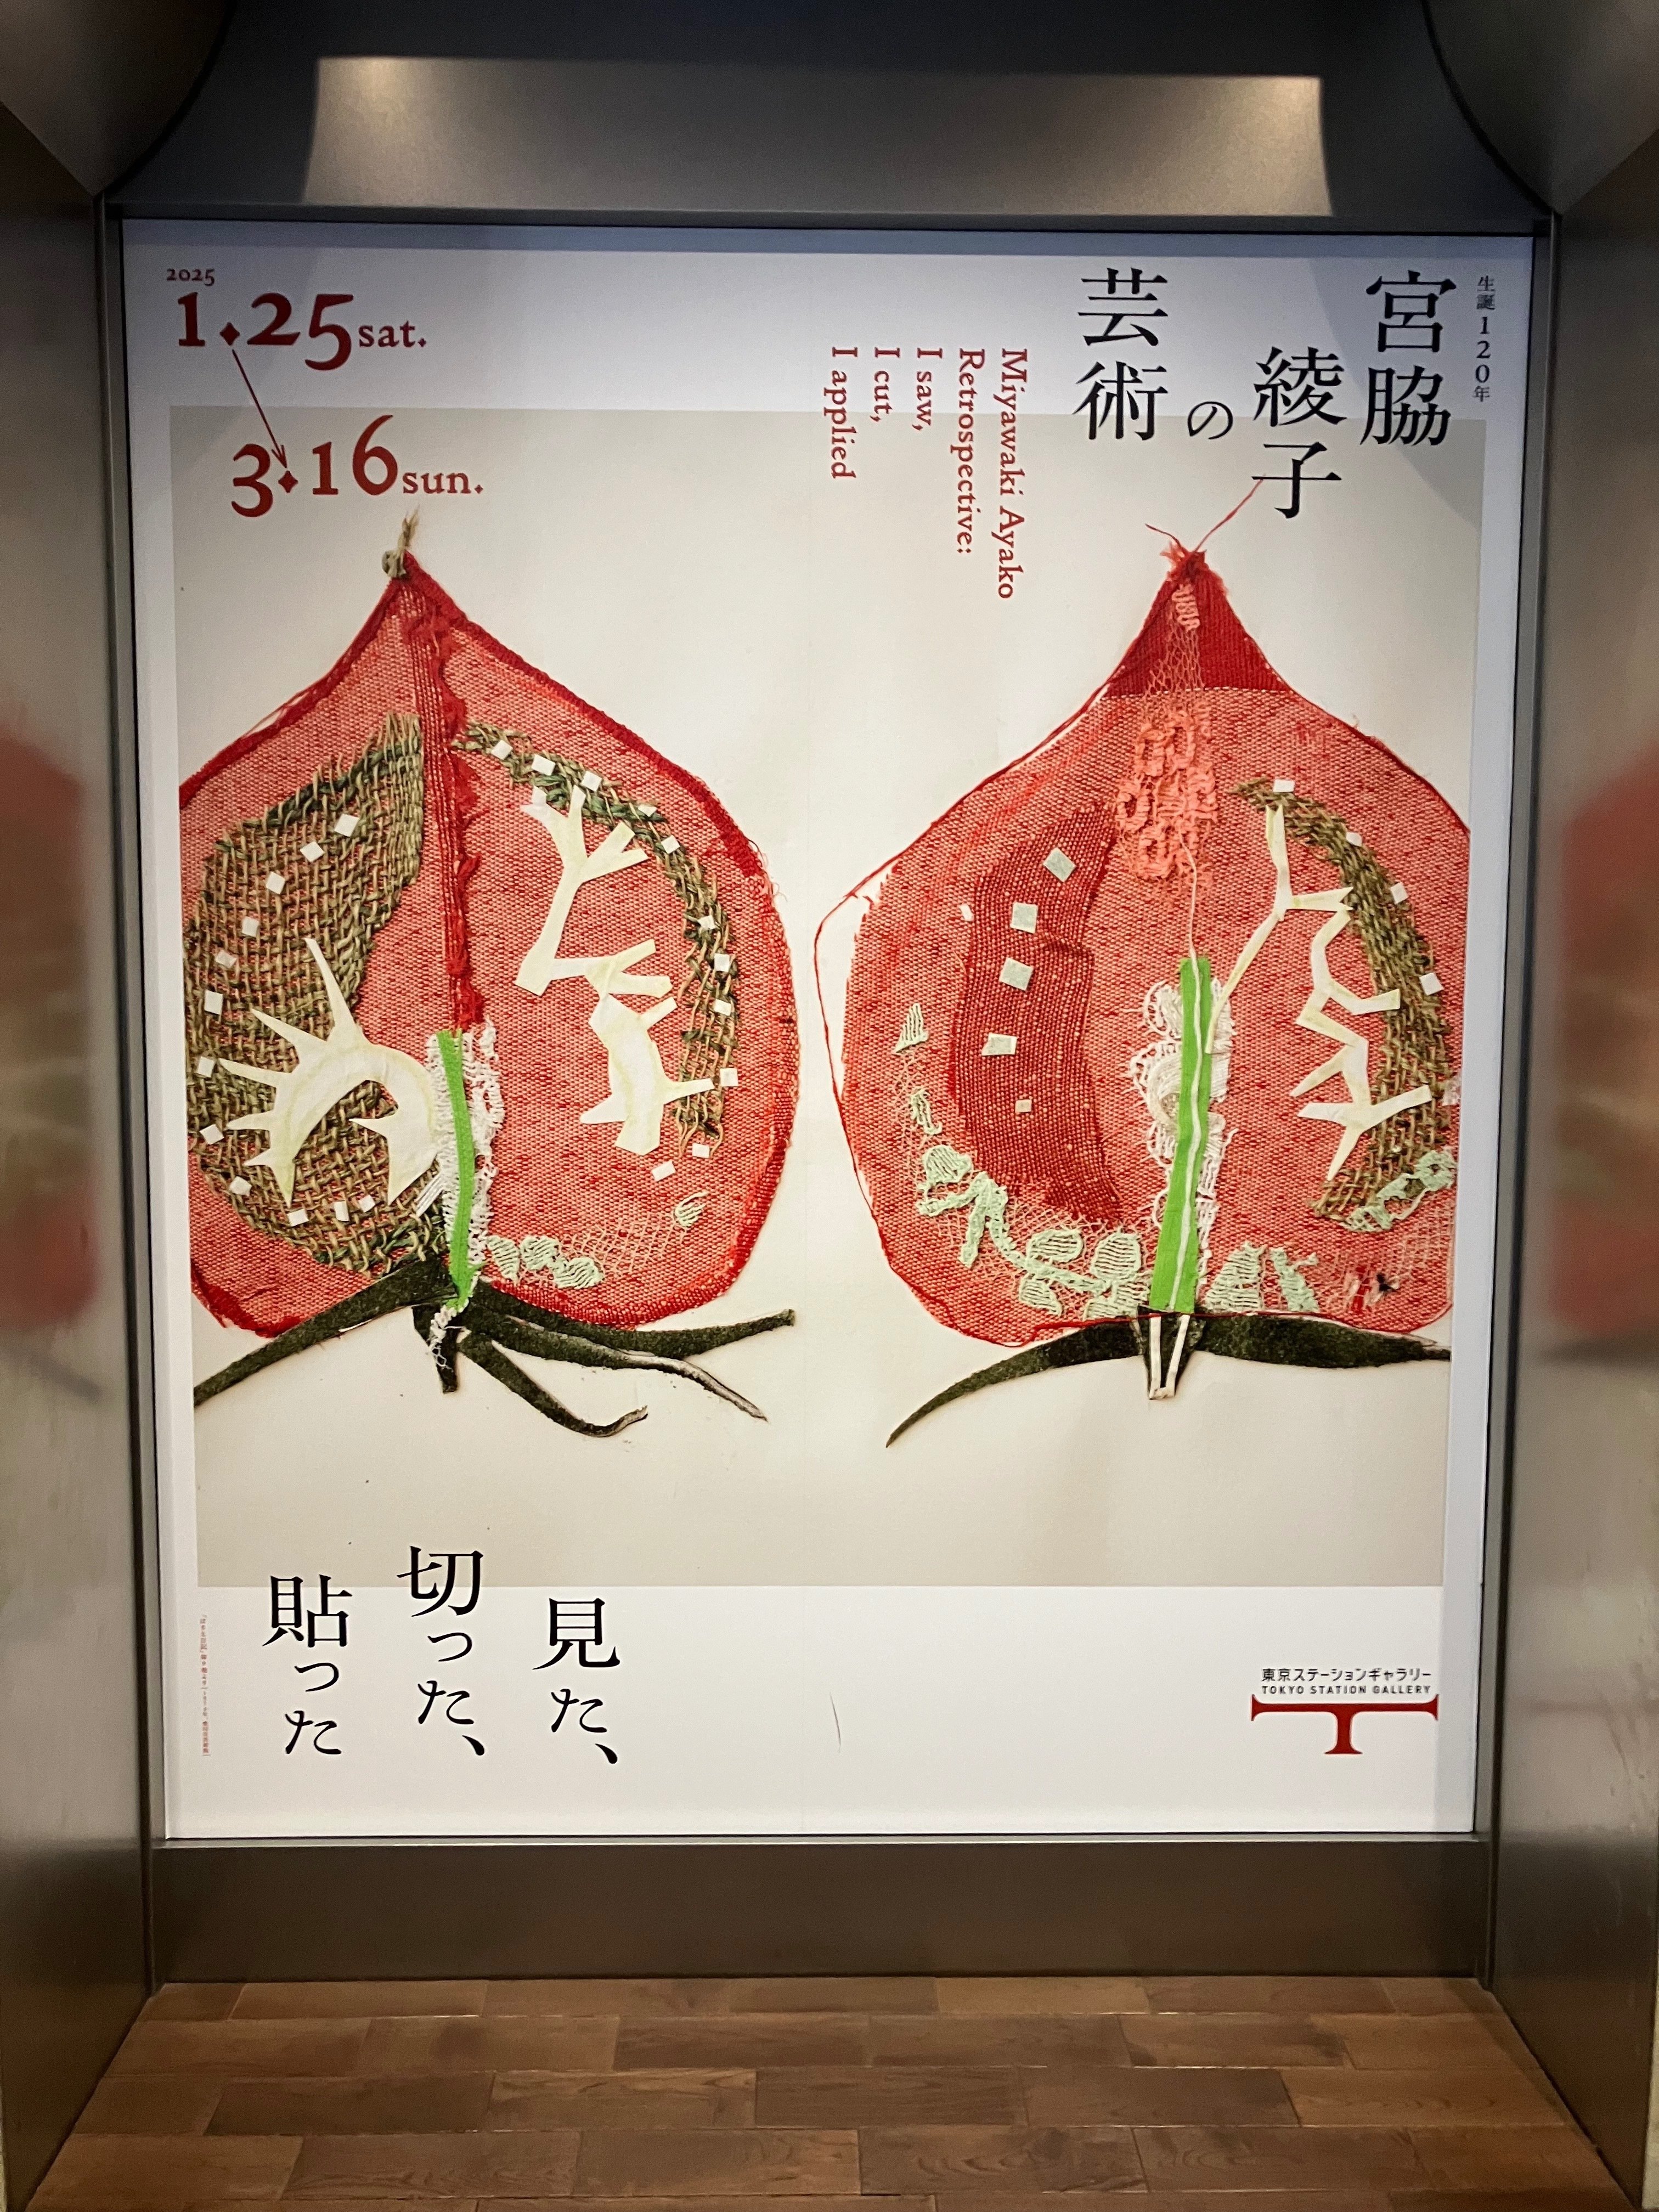 生誕120年
宮脇
綾子
の
芸術
Miyawaki Ayako
Retrospective:
I saw,
I cut,
I applied
2025
1.25sat.
3.16sun.
見た、
切った、
貼った
東京ステーションギャラリー
TOKYO STATION GALLERY